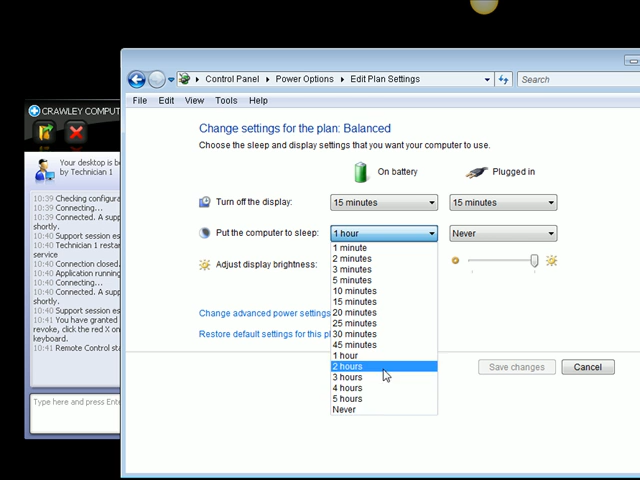 Control Panel
Power Options
Edit Plan Settings
Search
File
Edit
View
Tools
Help
CRAWLEY COMPUT
Your desktop is be
by Technician 1
10:39 Checking configura
10:39 Connecting...
10:39 Connected. A supp
shortly.
10:40 Support session es
10:40 Technician 1 restar
service
10:40 Connection closed.
10:40 Application running
10:40 Connecting...
10:40 Connected. A supp
shortly.
10:40 Support session es
10:41 You have granted
revoke, click the red X on
keyboard.
10:41 Remote Control sta
Type here and press Ente
Change settings for the plan: Balanced
Choose the sleep and display settings that you want your computer to use.
On battery
Plugged in
Turn off the display:
15 minutes
15 minutes
Put the computer to sleep:
1 hour
Never
Adjust display brightness:
1 minute
2 minutes
3 minutes
5 minutes
10 minutes
15 minutes
20 minutes
25 minutes
30 minutes
45 minutes
1 hour
2 hours
3 hours
4 hours
5 hours
Never
Change advanced power settings
Restore default settings for this pl
Save changes
Cancel